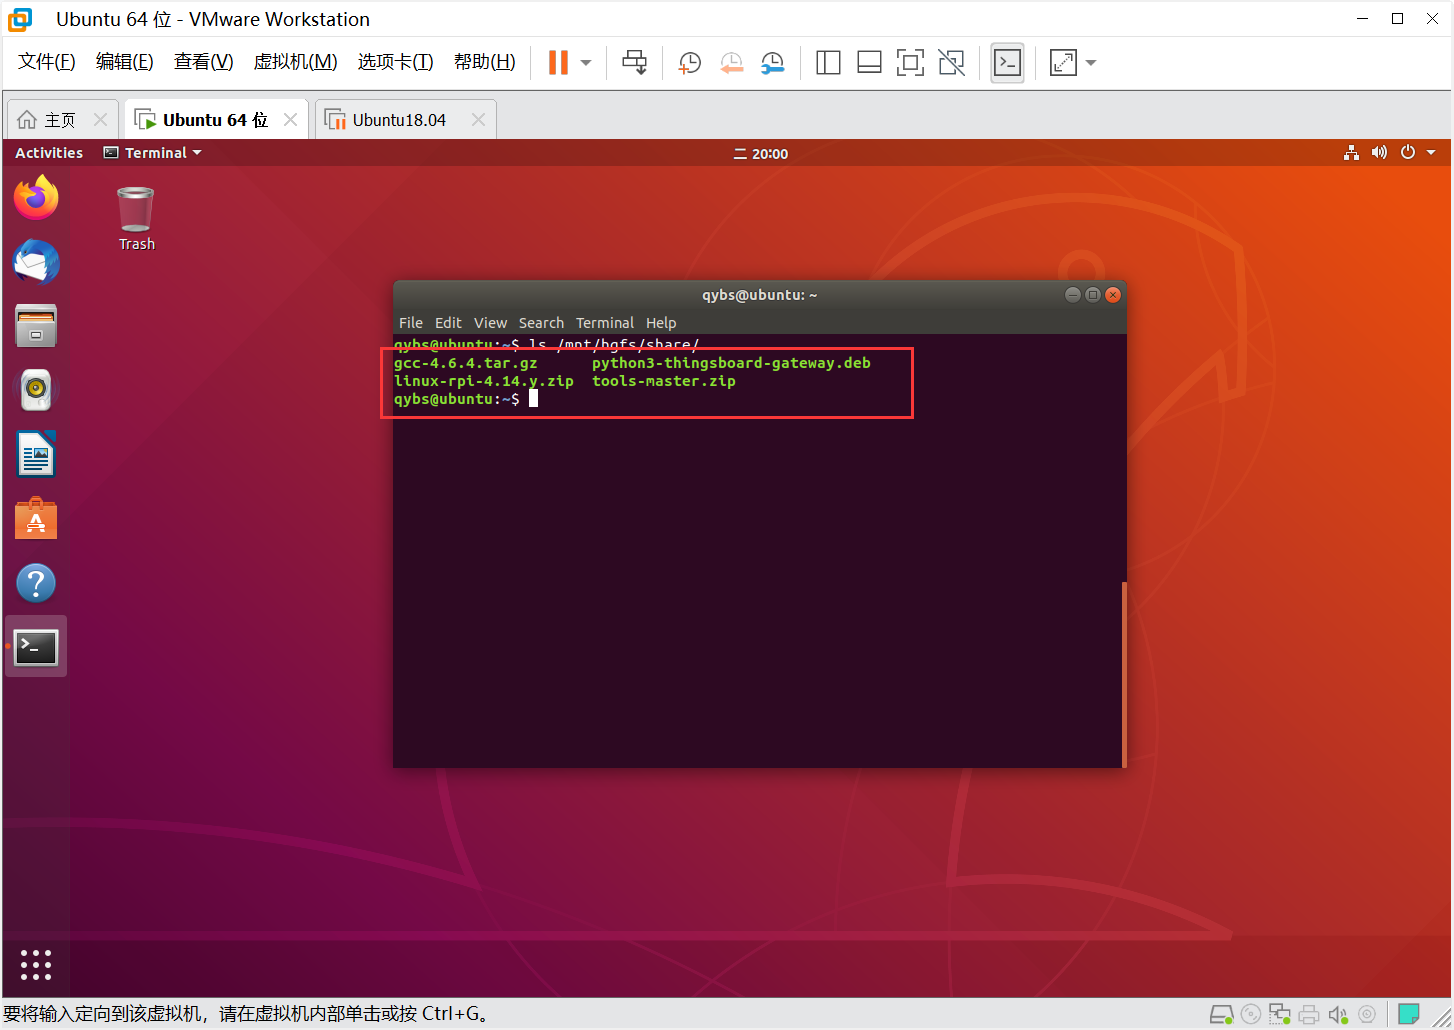 Ubuntu 64 位 - VMware Workstation
文件(F) 编辑(E) 查看(V) 虚拟机(M) 选项卡(T) 帮助(H)
主页 Ubuntu 64 位 Ubuntu18.04
Activities Terminal 二 20:00
Trash
qybs@ubuntu: ~
File Edit View Search Terminal Help
qybs@ubuntu:~$ ls /mnt/hgfs/share/
gcc-4.6.4.tar.gz python3-thingsboard-gateway.deb
linux-rpi-4.14.y.zip tools-master.zip
qybs@ubuntu:~$
要将输入定向到该虚拟机，请在虚拟机内部单击或按 Ctrl+G。